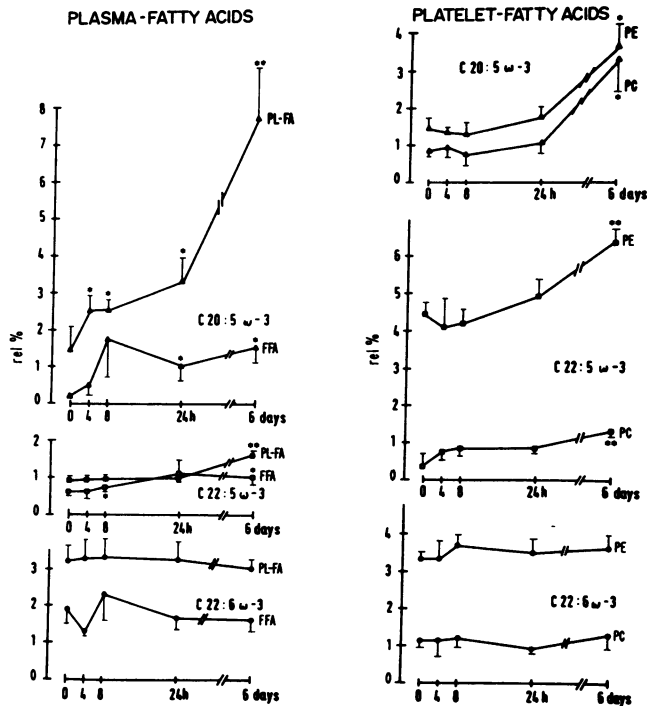 PLASMA-FATTY ACIDS
8
7
6
5
4
3
2
1
0
rel %
**
PL-FA
*
*
*
C 20:5 ω-3
*
*
FFA
0 4 8 24h 6 days
2
1
0
**
PL-FA
*
FFA
*
C 22:5 ω-3
0 4 8 24h 6 days
3
2
1
0
PL-FA
C 22:6 ω-3
FFA
0 4 8 24h 6 days
PLATELET-FATTY ACIDS
4
3
2
1
0
C 20:5 ω-3
*
PE
PC
*
0 4 8 24h 6 days
6
5
4
3
2
1
0
rel %
**
PE
C 22:5 ω-3
PC
**
0 4 8 24h 6 days
4
3
2
1
0
PE
C 22:6 ω-3
PC
0 4 8 24h 6 days